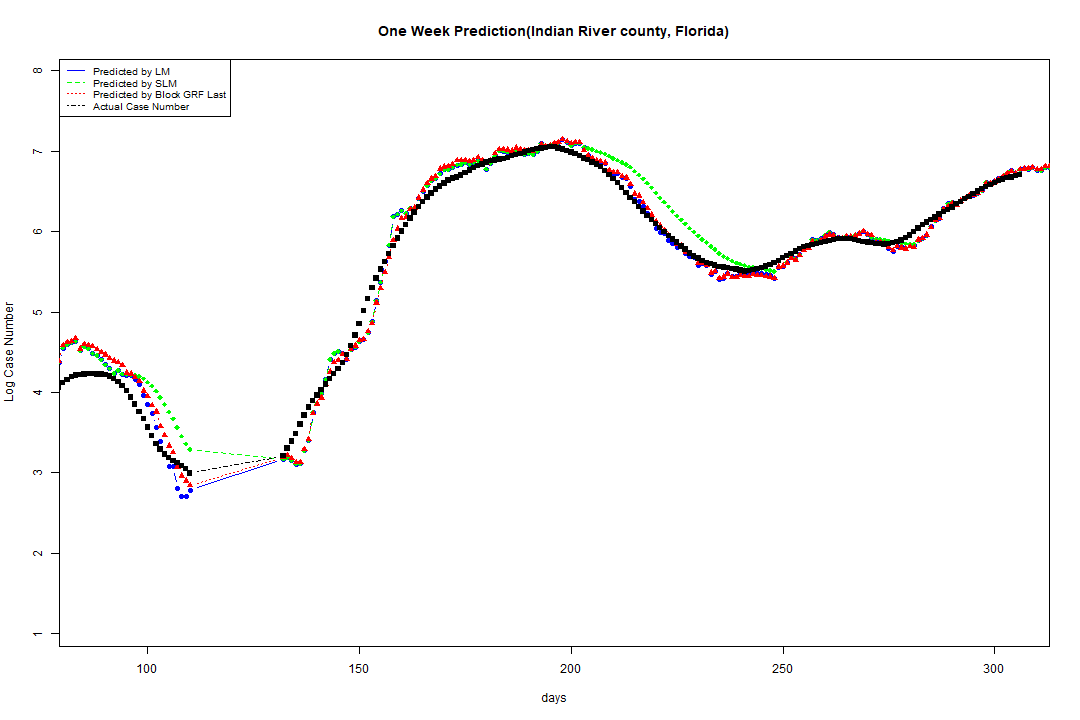 One Week Prediction(Indian River county, Florida)
Predicted by LM
Predicted by SLM
Predicted by Block GRF Last
Actual Case Number
8
7
6
5
4
3
2
1
Log Case Number
100 150 200 250 300
days